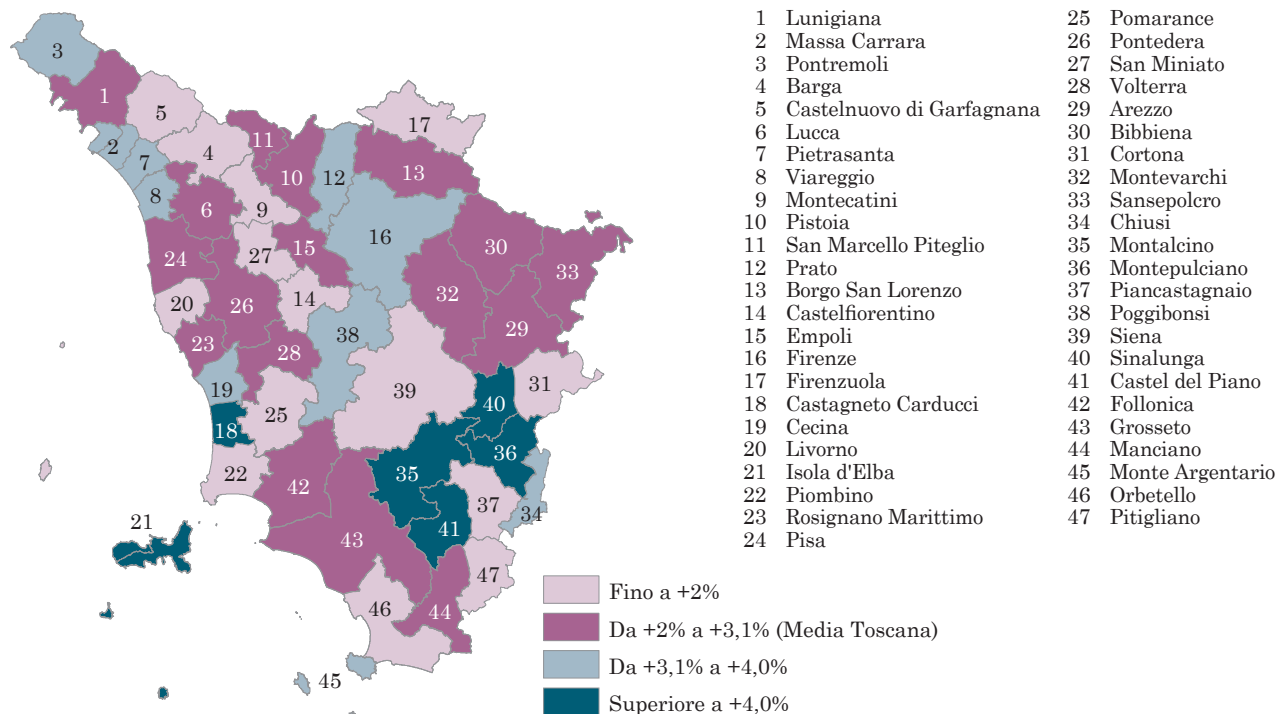 3
1
5
17
2
7
4
11
10
12
13
8
6
9
16
30
24
27
15
33
20
26
14
32
23
28
38
29
19
39
31
25
40
18
36
35
22
42
37
34
21
41
43
47
46
44
45
1 Lunigiana
2 Massa Carrara
3 Pontremoli
4 Barga
5 Castelnuovo di Garfagnana
6 Lucca
7 Pietrasanta
8 Viareggio
9 Montecatini
10 Pistoia
11 San Marcello Piteglio
12 Prato
13 Borgo San Lorenzo
14 Castelfiorentino
15 Empoli
16 Firenze
17 Firenzuola
18 Castagneto Carducci
19 Cecina
20 Livorno
21 Isola d'Elba
22 Piombino
23 Rosignano Marittimo
24 Pisa
25 Pomarance
26 Pontedera
27 San Miniato
28 Volterra
29 Arezzo
30 Bibbiena
31 Cortona
32 Montevarchi
33 Sansepolcro
34 Chiusi
35 Montalcino
36 Montepulciano
37 Piancastagnaio
38 Poggibonsi
39 Siena
40 Sinalunga
41 Castel del Piano
42 Follonica
43 Grosseto
44 Manciano
45 Monte Argentario
46 Orbetello
47 Pitigliano
Fino a +2%
Da +2% a +3,1% (Media Toscana)
Da +3,1% a +4,0%
Superiore a +4,0%